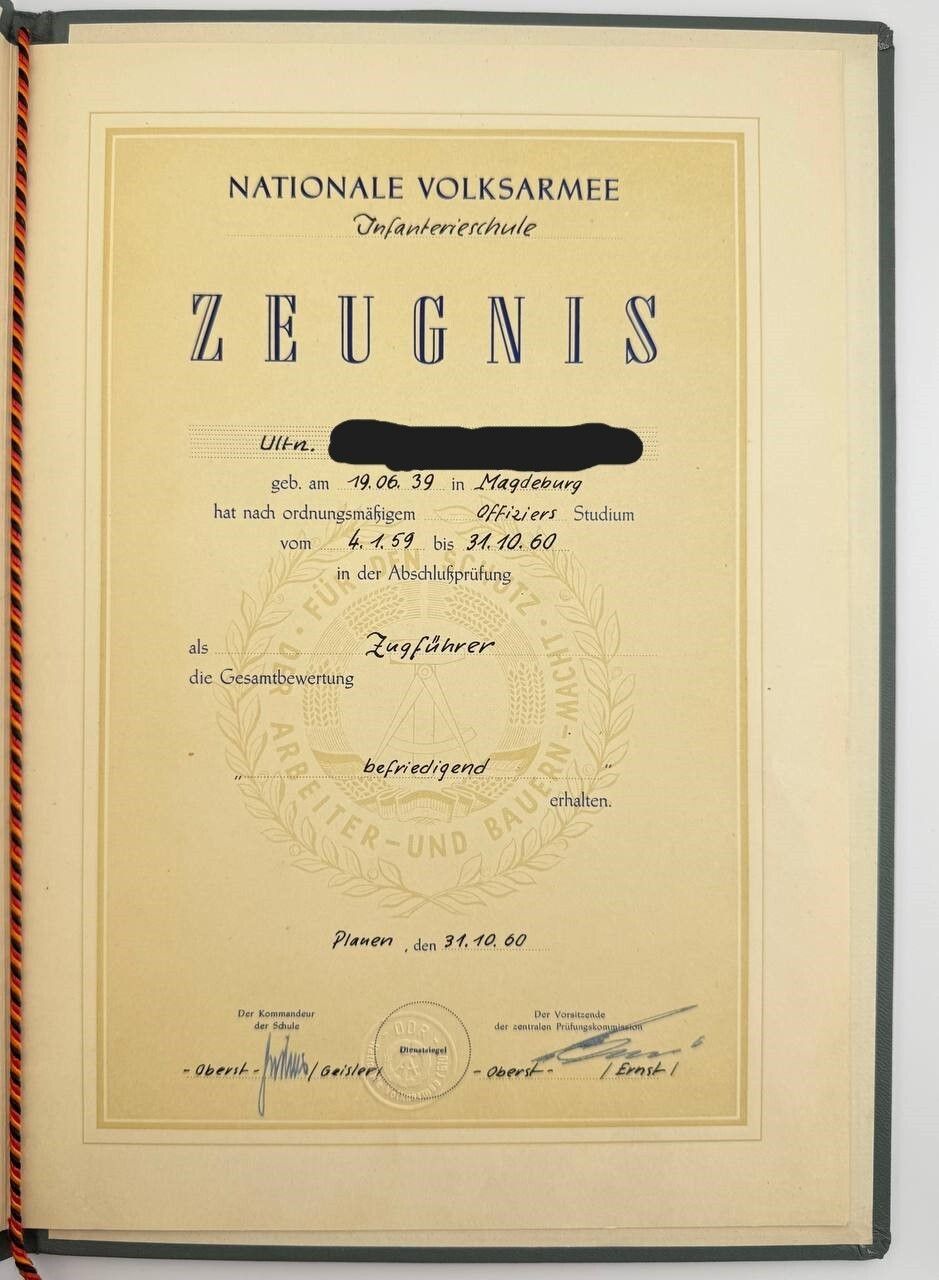 NATIONALE VOLKSARMEE
Infanterieschule
ZEUGNIS
Ultn.
geb. am 19.06.39 in Magdeburg
hat nach ordnungsmäßigem Offiziers Studium
vom 4.1.59 bis 31.10.60
in der Abschlußprüfung
FÜR DEN SCHUTZ DER ARBEITER-UND BAUERN-MACHT
als Zugführer
die Gesamtbewertung
„ befriedigend "
erhalten.
Plauen, den 31.10.60
Der Kommandeur
der Schule
Der Vorsitzende
der zentralen Prüfungskommission
DDR
Dienstsiegel
- Oberst - / Geisler /
- Oberst - / Ernst /